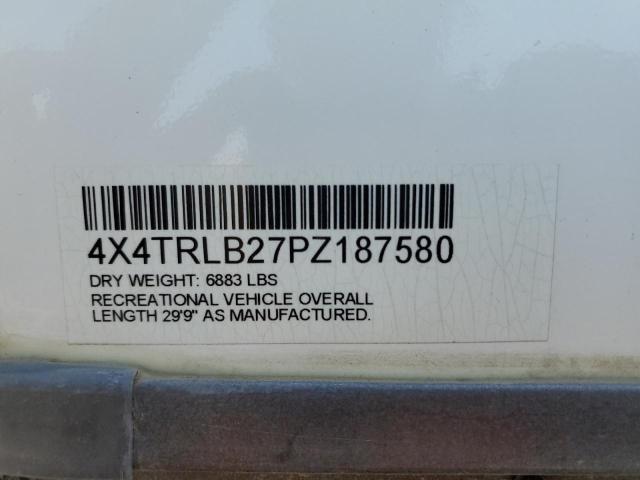 4X4TRLB27PZ187580
DRY WEIGHT: 6883 LBS
RECREATIONAL VEHICLE OVERALL
LENGTH 29'9" AS MANUFACTURED.